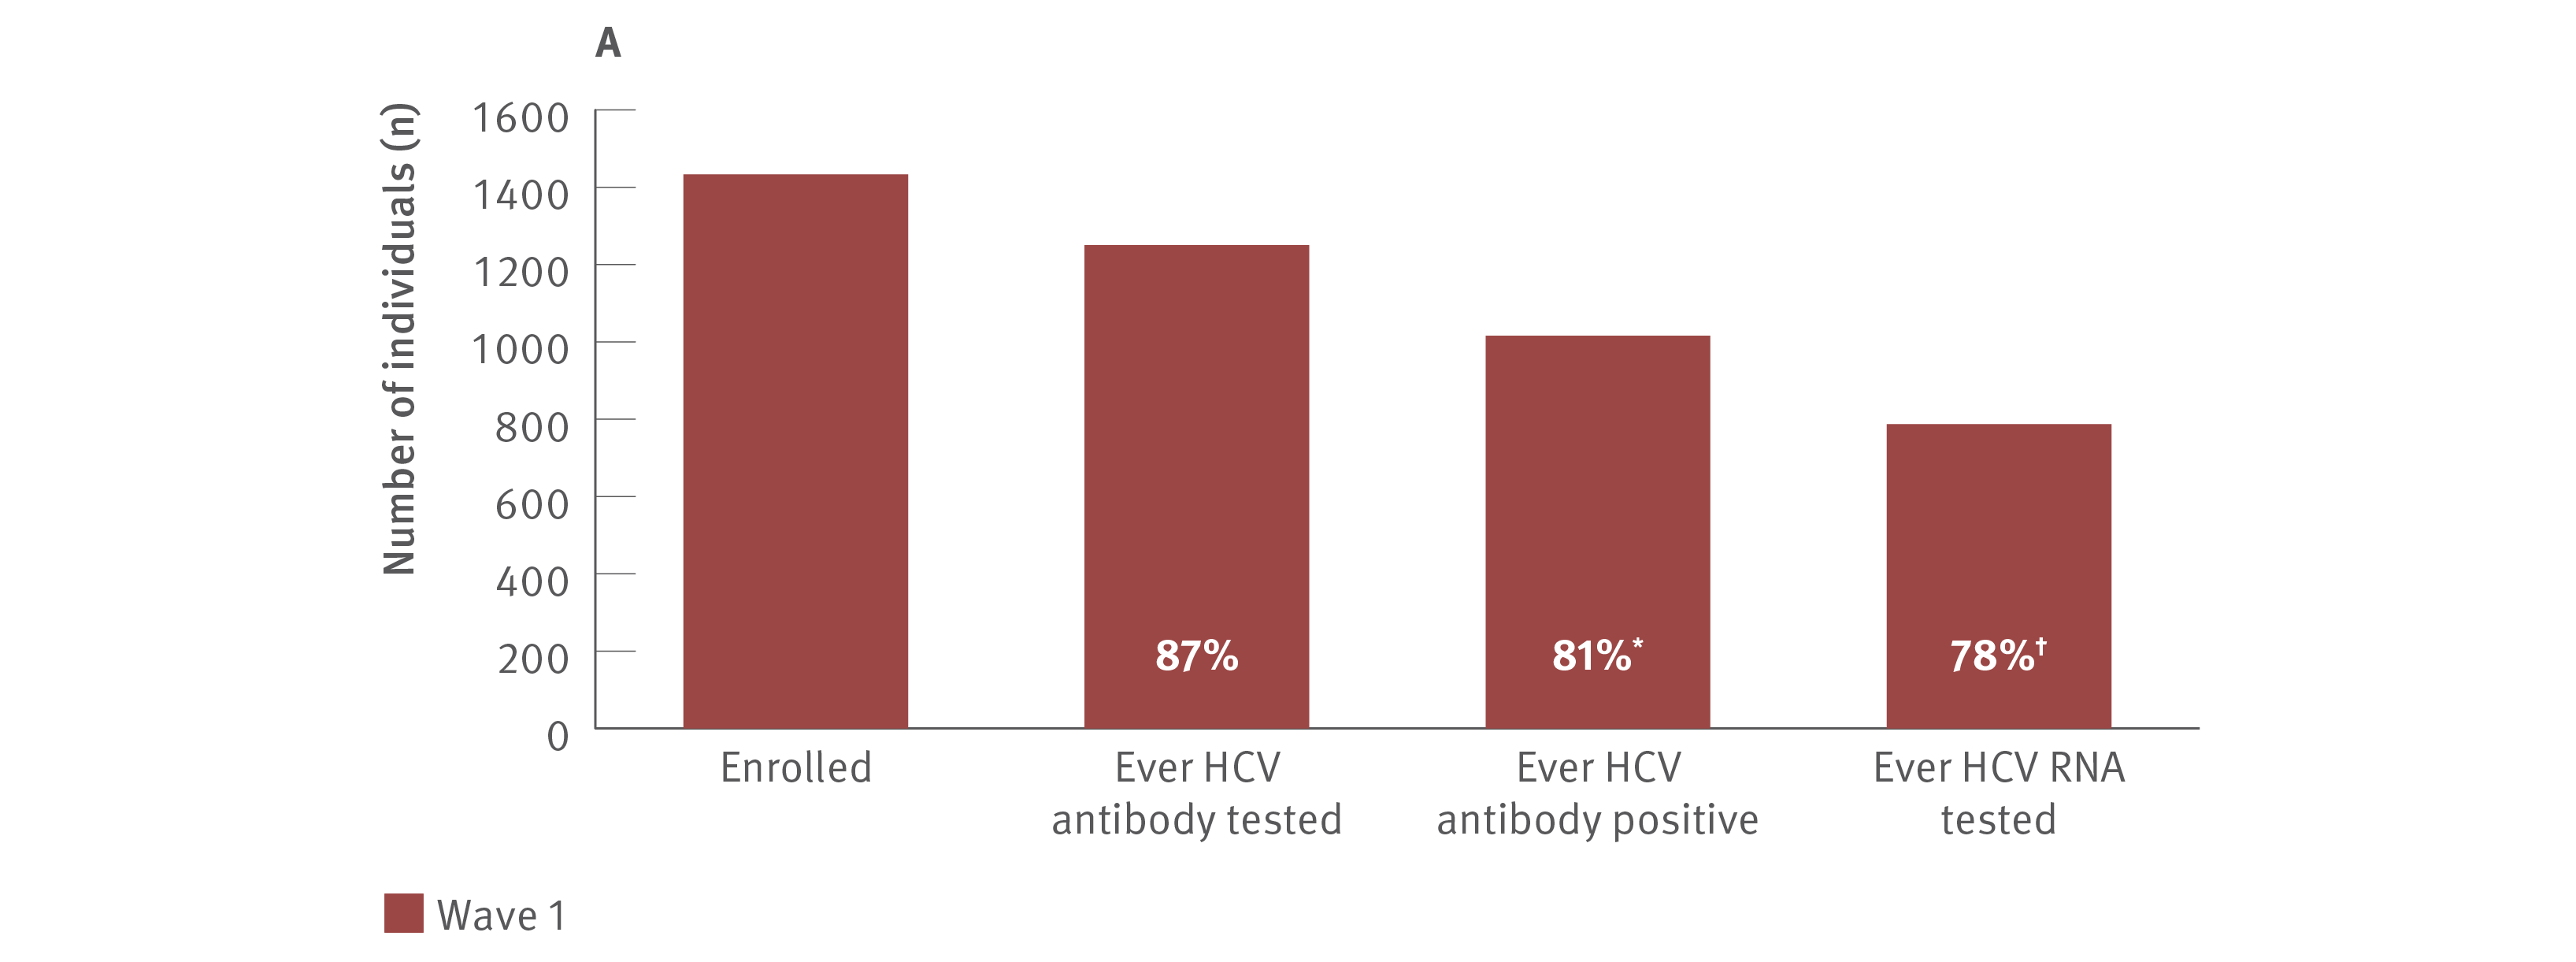 A
Number of individuals (n)
1600
1400
1200
1000
800
600
400
200
0
87%
81%*
78%†
Enrolled
Ever HCV
antibody tested
Ever HCV
antibody positive
Ever HCV RNA
tested
Wave 1